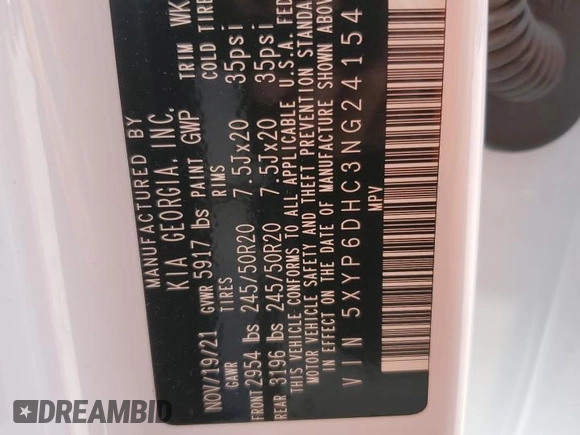 MANUFACTURED BY
KIA GEORGIA, INC.
NOV/19/21 GVWR 5917 lbs PAINT GWP TRIM WK
GAWR TIRES RIMS COLD TIRE
FRONT 2954 lbs 245/50R20 7.5Jx20 35psi
REAR 3196 lbs 245/50R20 7.5Jx20 35psi
THIS VEHICLE CONFORMS TO ALL APPLICABLE U.S.A. FED
MOTOR VEHICLE SAFETY AND THEFT PREVENTION STANDA
IN EFFECT ON THE DATE OF MANUFACTURE SHOWN ABOV
VIN 5XYP6DHC3NG24154
MPV
DREAMBID